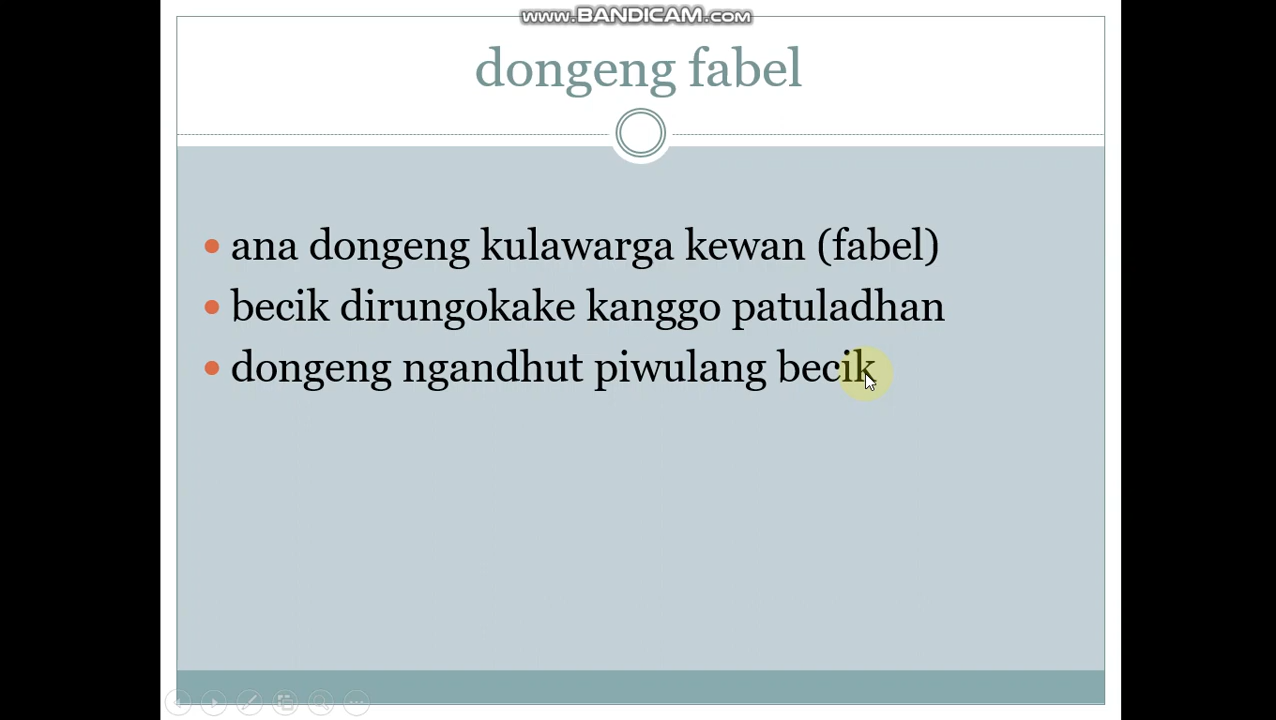 www.BANDICAM.com
dongeng fabel
ana dongeng kulawarga kewan (fabel)
becik dirungokake kanggo patuladhan
dongeng ngandhut piwulang becik